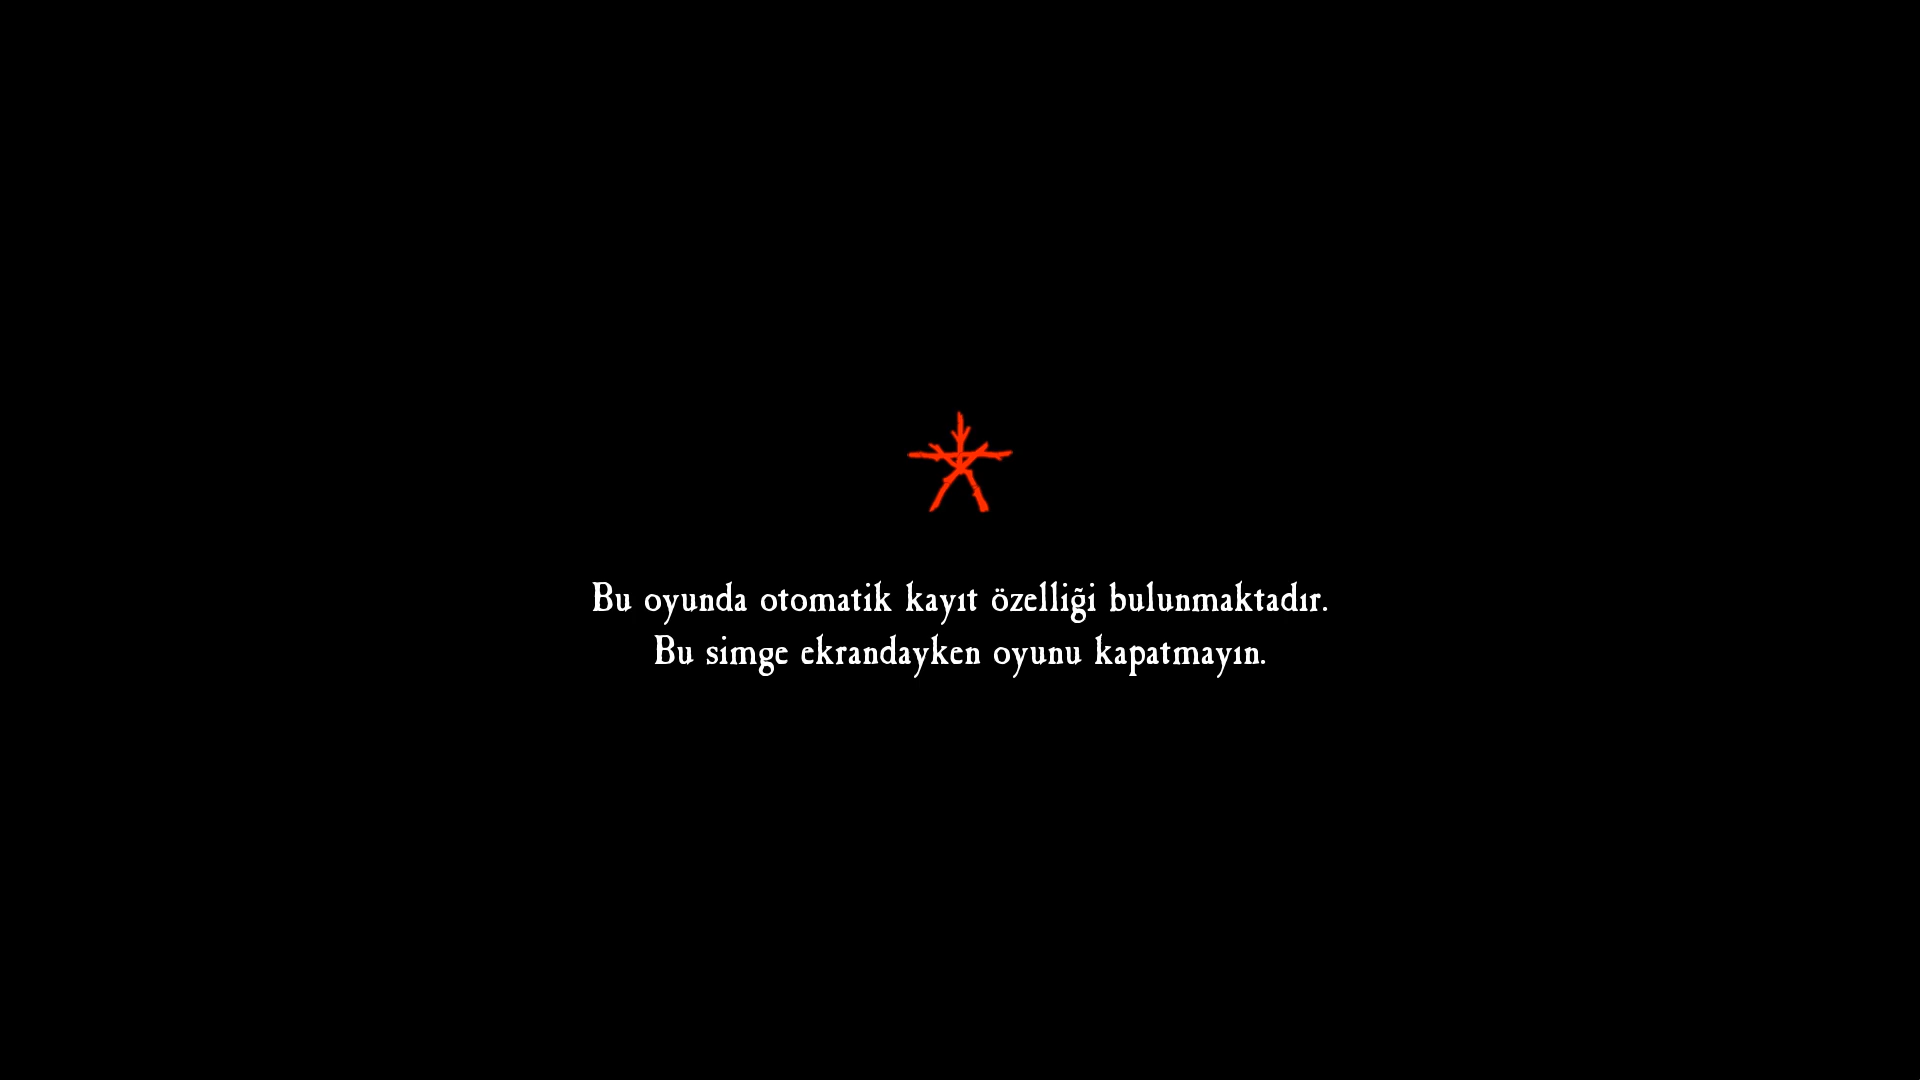 Bu oyunda otomatik kayıt özelliği bulunmaktadır.
Bu simge ekrandayken oyunu kapatmayın.